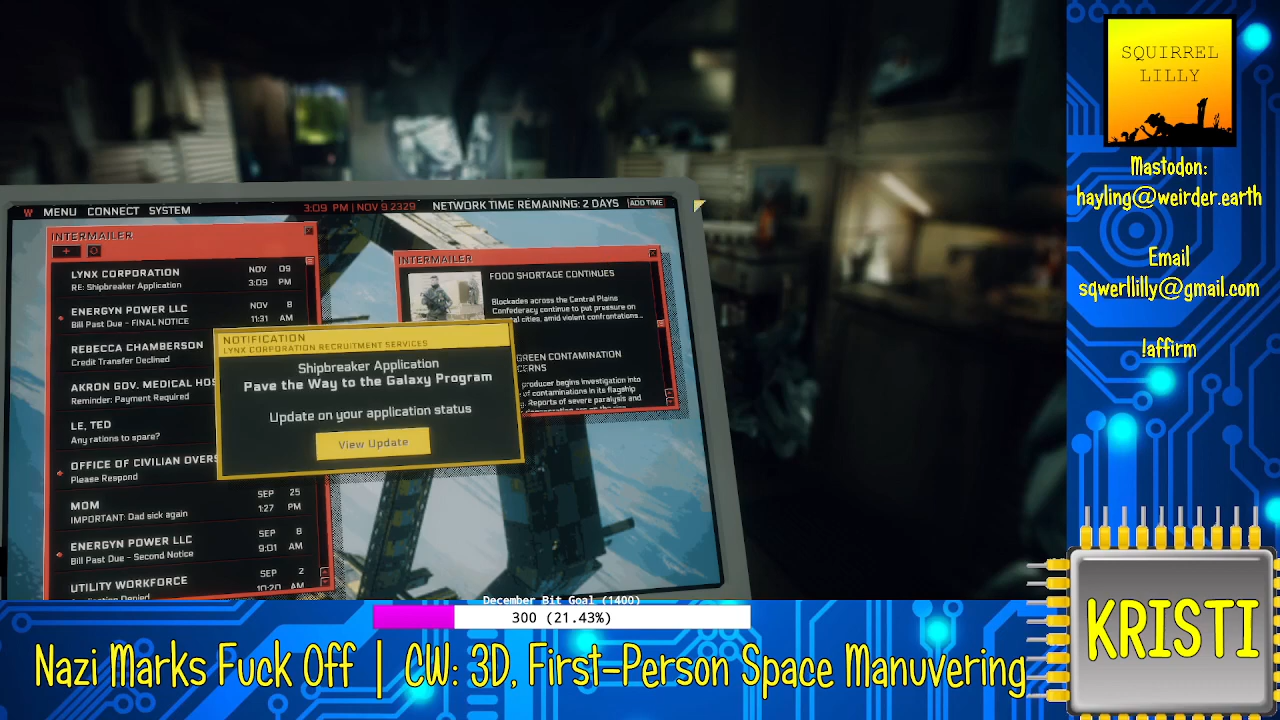 W MENU CONNECT SYSTEM 3:09 PM | NOV 9 2329 NETWORK TIME REMAINING: 2 DAYS ADD TIME
INTERMAILER
LYNX CORPORATION NOV 09
RE: Shipbreaker Application 3:09 PM
ENERGYN POWER LLC NOV 8
Bill Past Due - FINAL NOTICE 11:31 AM
REBECCA CHAMBERSON
Credit Transfer Declined
AKRON GOV. MEDICAL HOS
Reminder: Payment Required
LE, TED
Any rations to spare?
OFFICE OF CIVILIAN OVERS
Please Respond
MOM SEP 25
IMPORTANT: Dad sick again 1:27 PM
ENERGYN POWER LLC SEP 8
Bill Past Due - Second Notice 9:01 AM
UTILITY WORKFORCE SEP 2
10:20 AM
INTERMAILER
FOOD SHORTAGE CONTINUES
Blockades across the Central Plains
Confederacy continue to put pressure on
tal cities, amid violent confrontations...
GREEN CONTAMINATION
CERNS
producer begins investigation into
of contaminations in its flagship
Reports of severe paralysis and
NOTIFICATION
LYNX CORPORATION RECRUITMENT SERVICES
Shipbreaker Application
Pave the Way to the Galaxy Program
Update on your application status
View Update
SQUIRREL
LILLY
Mastodon:
hayling@weirder.earth
Email
sqwerllilly@gmail.com
!affirm
KRISTI
December Bit Goal (1400)
300 (21.43%)
Nazi Marks Fuck Off | CW: 3D, First-Person Space Manuvering